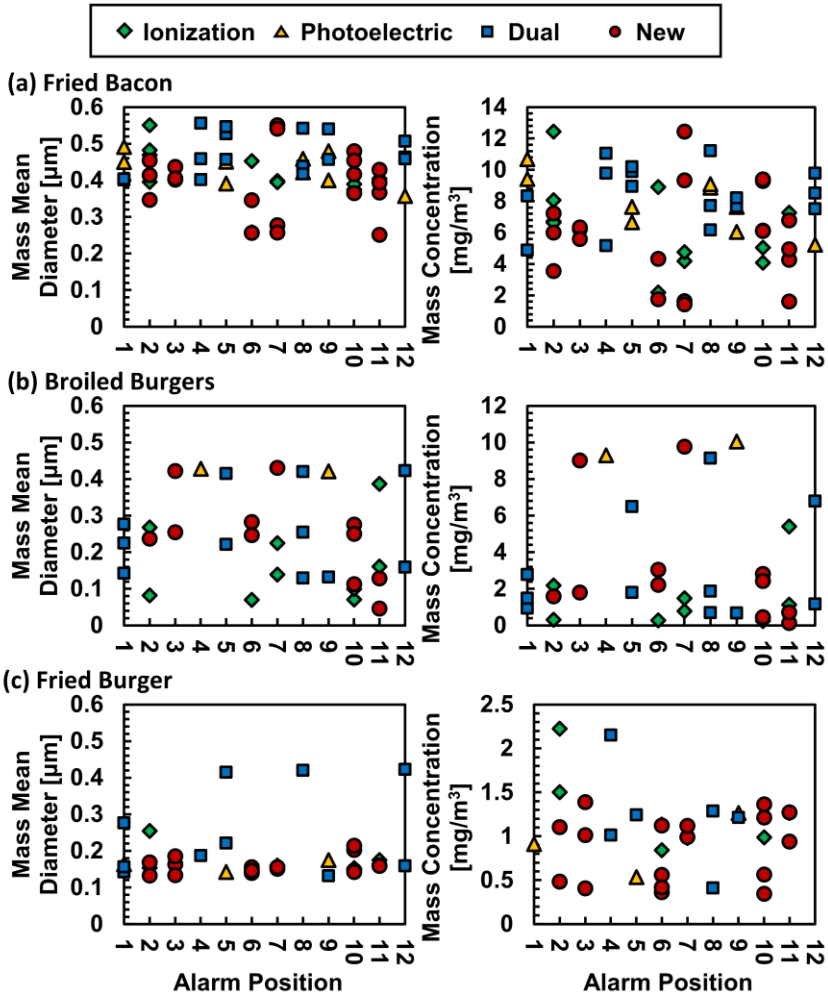 Ionization Photoelectric Dual New
(a) Fried Bacon
Mass Mean
Diameter [µm]
0.6
0.5
0.4
0.3
0.2
0.1
0
1 2 3 4 5 6 7 8 9 10 11 12
Mass Concentration
[mg/m³]
14
12
10
8
6
4
2
0
1 2 3 4 5 6 7 8 9 10 11 12
(b) Broiled Burgers
Mass Mean
Diameter [µm]
0.6
0.5
0.4
0.3
0.2
0.1
0
1 2 3 4 5 6 7 8 9 10 11 12
Mass Concentration
[mg/m³]
12
10
8
6
4
2
0
1 2 3 4 5 6 7 8 9 10 11 12
(c) Fried Burger
Mass Mean
Diameter [µm]
0.6
0.5
0.4
0.3
0.2
0.1
0
1 2 3 4 5 6 7 8 9 10 11 12
Alarm Position
Mass Concentration
[mg/m³]
2.5
2
1.5
1
0.5
0
1 2 3 4 5 6 7 8 9 10 11 12
Alarm Position